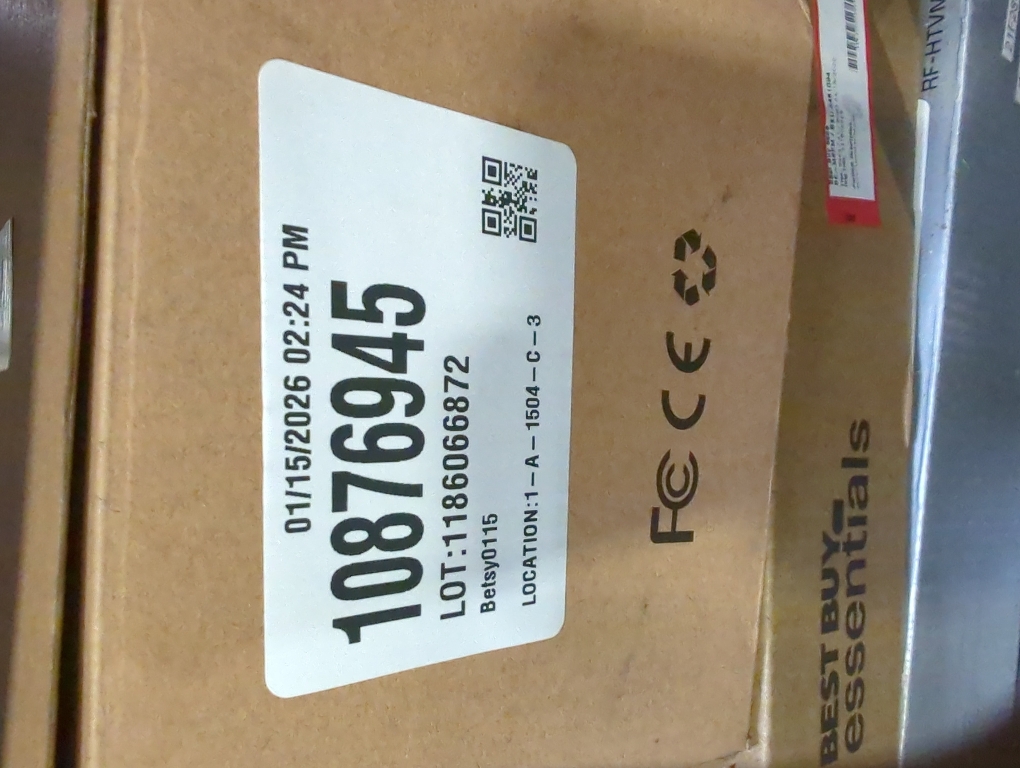 01/15/2026 02:24 PM
10876945
LOT:1186066872
Betsy0115
LOCATION:1-A-1504-C-3
FC CE
BEST BUY
essentials
RF-HTVM